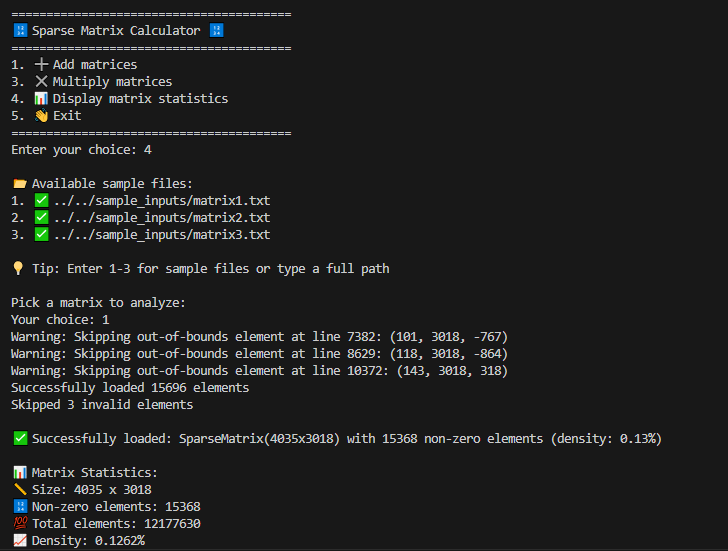 ========================================
🔢 Sparse Matrix Calculator 🔢
========================================
1. ➕ Add matrices
3. ✖️ Multiply matrices
4. 📊 Display matrix statistics
5. 👋 Exit
========================================
Enter your choice: 4
📂 Available sample files:
1. ✅ ../../sample_inputs/matrix1.txt
2. ✅ ../../sample_inputs/matrix2.txt
3. ✅ ../../sample_inputs/matrix3.txt
💡 Tip: Enter 1-3 for sample files or type a full path
Pick a matrix to analyze:
Your choice: 1
Warning: Skipping out-of-bounds element at line 7382: (101, 3018, -767)
Warning: Skipping out-of-bounds element at line 8629: (118, 3018, -864)
Warning: Skipping out-of-bounds element at line 10372: (143, 3018, 318)
Successfully loaded 15696 elements
Skipped 3 invalid elements
✅ Successfully loaded: SparseMatrix(4035x3018) with 15368 non-zero elements (density: 0.13%)
📊 Matrix Statistics:
📏 Size: 4035 x 3018
🔢 Non-zero elements: 15368
💯 Total elements: 12177630
📈 Density: 0.1262%